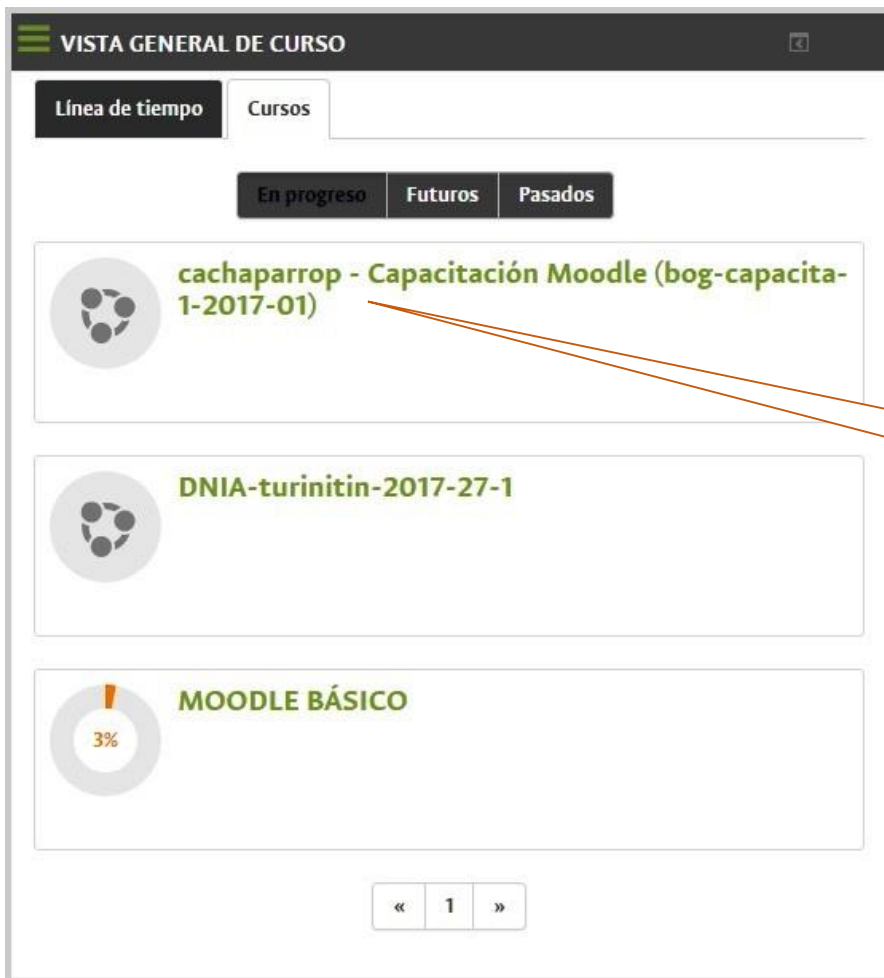 VISTA GENERAL DE CURSO
Línea de tiempo Cursos
En progreso Futuros Pasados
cachaparrop - Capacitación Moodle (bog-capacita-
1-2017-01)
DNIA-turinitin-2017-27-1
MOODLE BÁSICO
3%
« 1 »